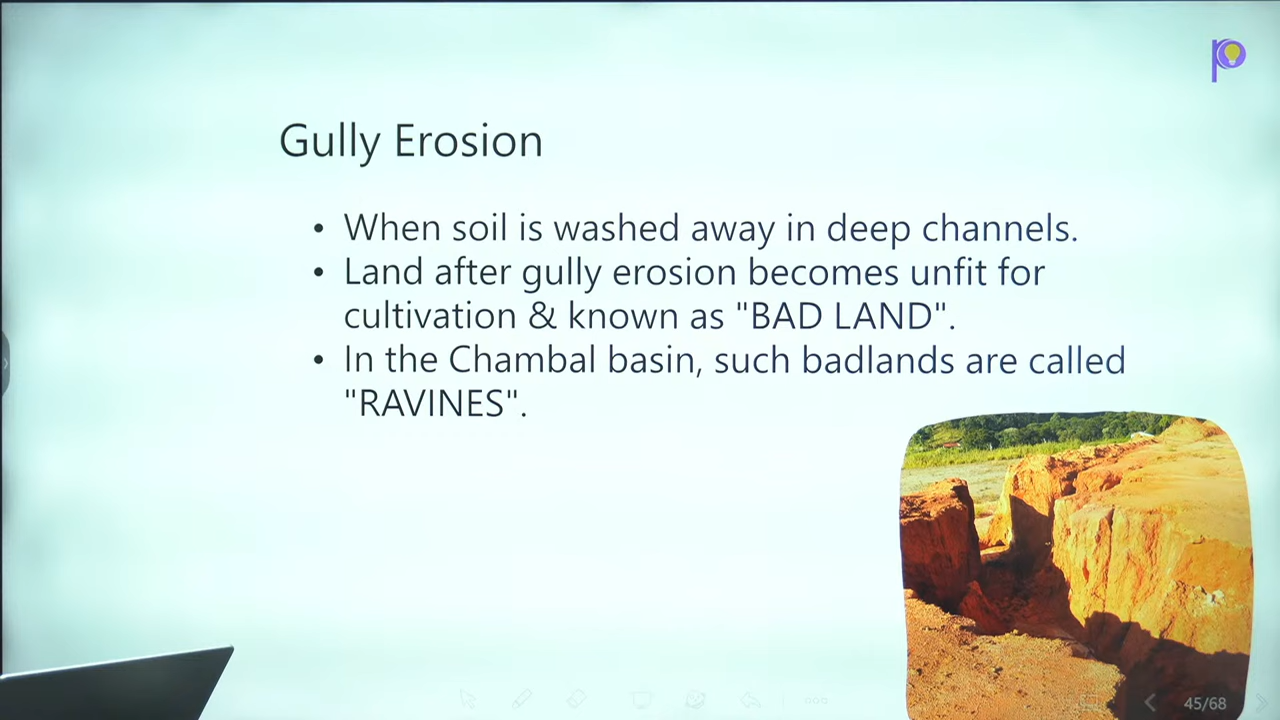 Gully Erosion
• When soil is washed away in deep channels.
• Land after gully erosion becomes unfit for
cultivation & known as "BAD LAND".
• In the Chambal basin, such badlands are called
"RAVINES".
45/68